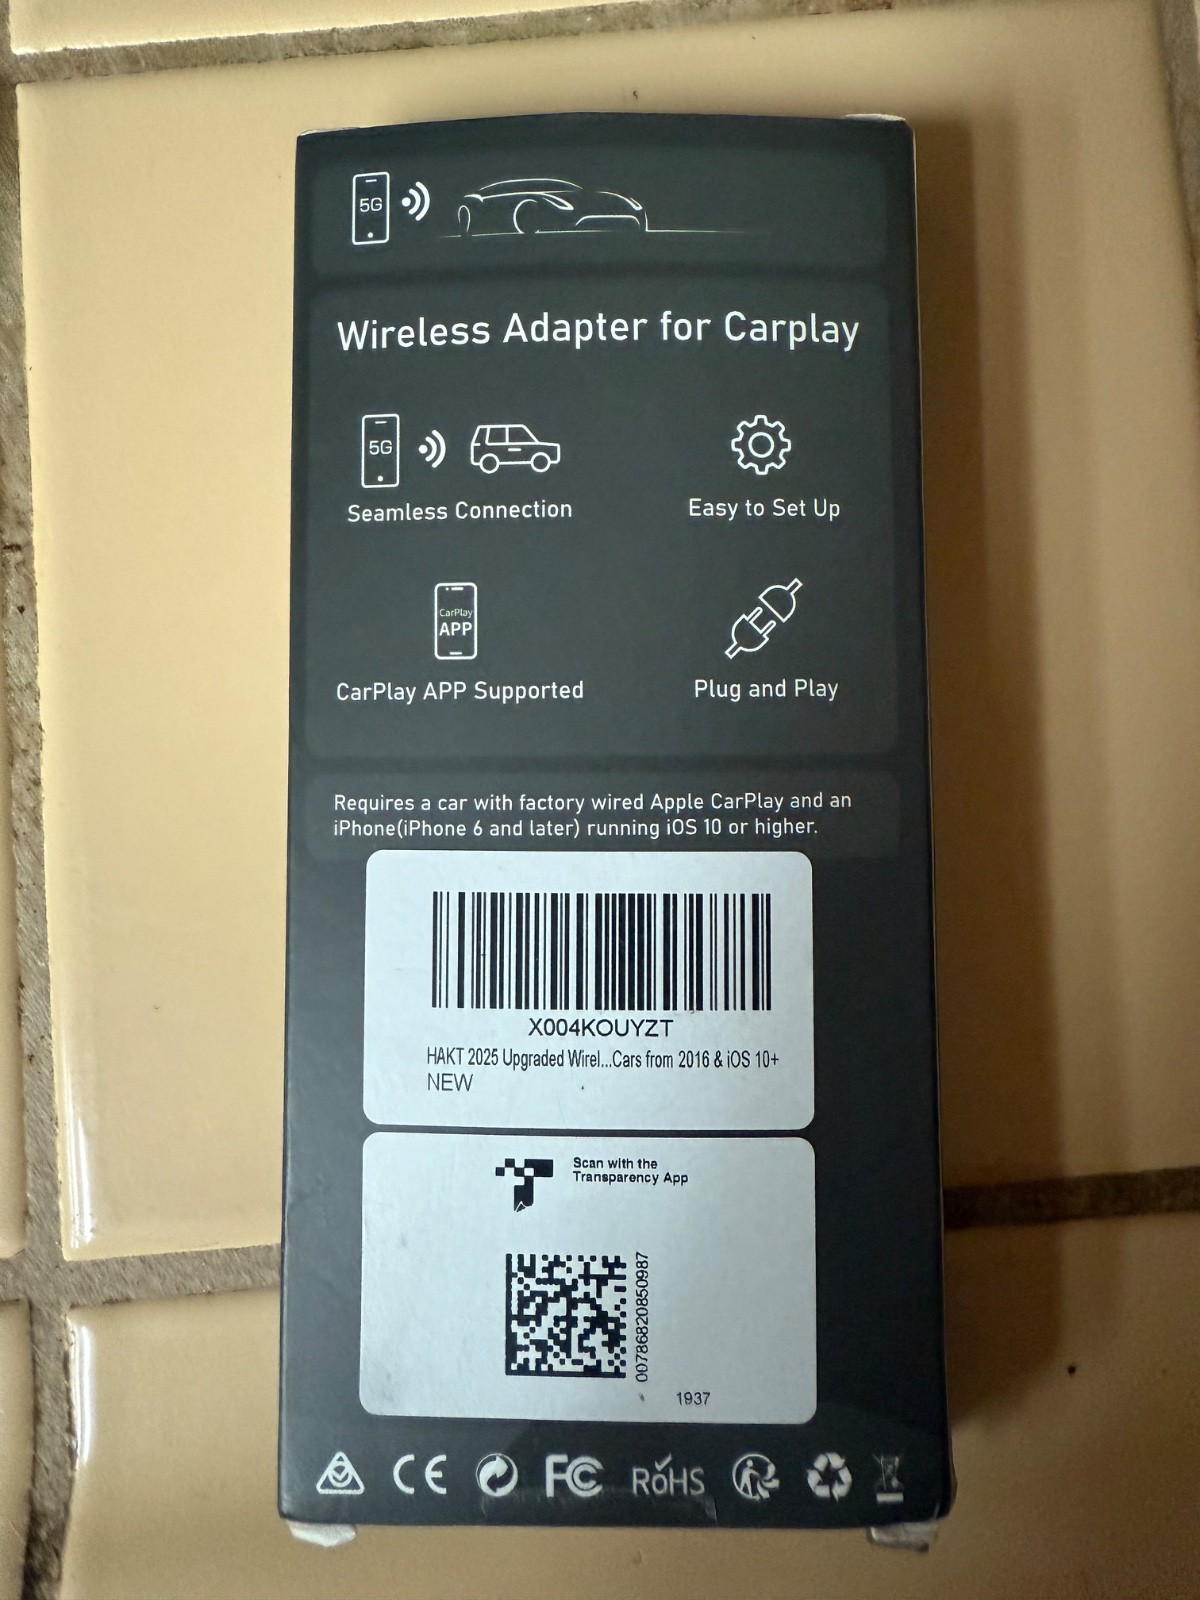 5G
Wireless Adapter for Carplay
5G
Seamless Connection
Easy to Set Up
CarPlay
APP
CarPlay APP Supported
Plug and Play
Requires a car with factory wired Apple CarPlay and an
iPhone(iPhone 6 and later) running iOS 10 or higher.
X004KOUYZT
HAKT 2025 Upgraded Wirel...Cars from 2016 & iOS 10+
NEW
Scan with the
Transparency App
00786820850987
1937
CE
FC
RoHS